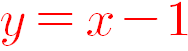 y = x − 1